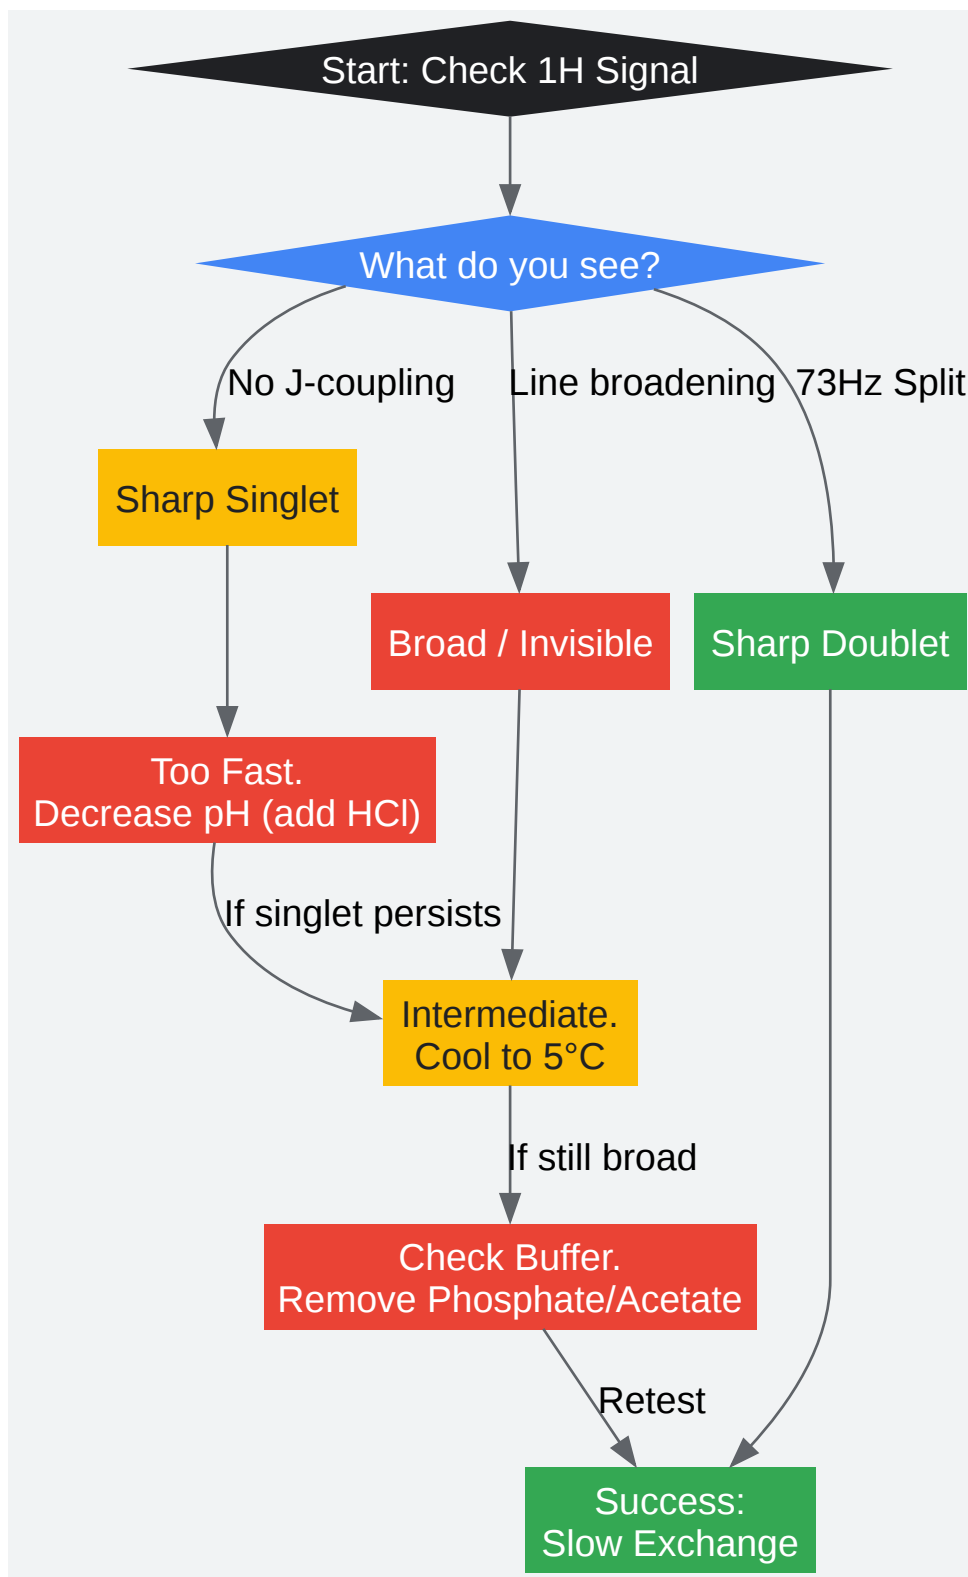 Start: Check 1H Signal
What do you see?
No J-coupling
Line broadening
73Hz Split
Sharp Singlet
Broad / Invisible
Sharp Doublet
Too Fast.
Decrease pH (add HCl)
If singlet persists
Intermediate.
Cool to 5°C
If still broad
Check Buffer.
Remove Phosphate/Acetate
Retest
Success:
Slow Exchange